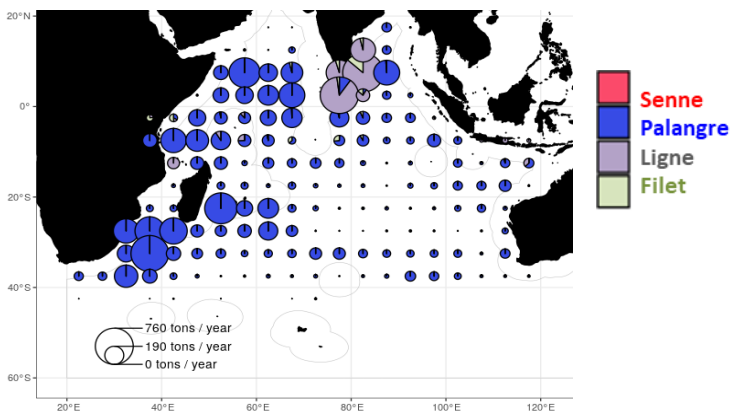 20°N
0°
20°S
40°S
60°S
760 tons / year
190 tons / year
0 tons / year
20°E
40°E
60°E
80°E
100°E
120°E
Senne
Palangre
Ligne
Filet